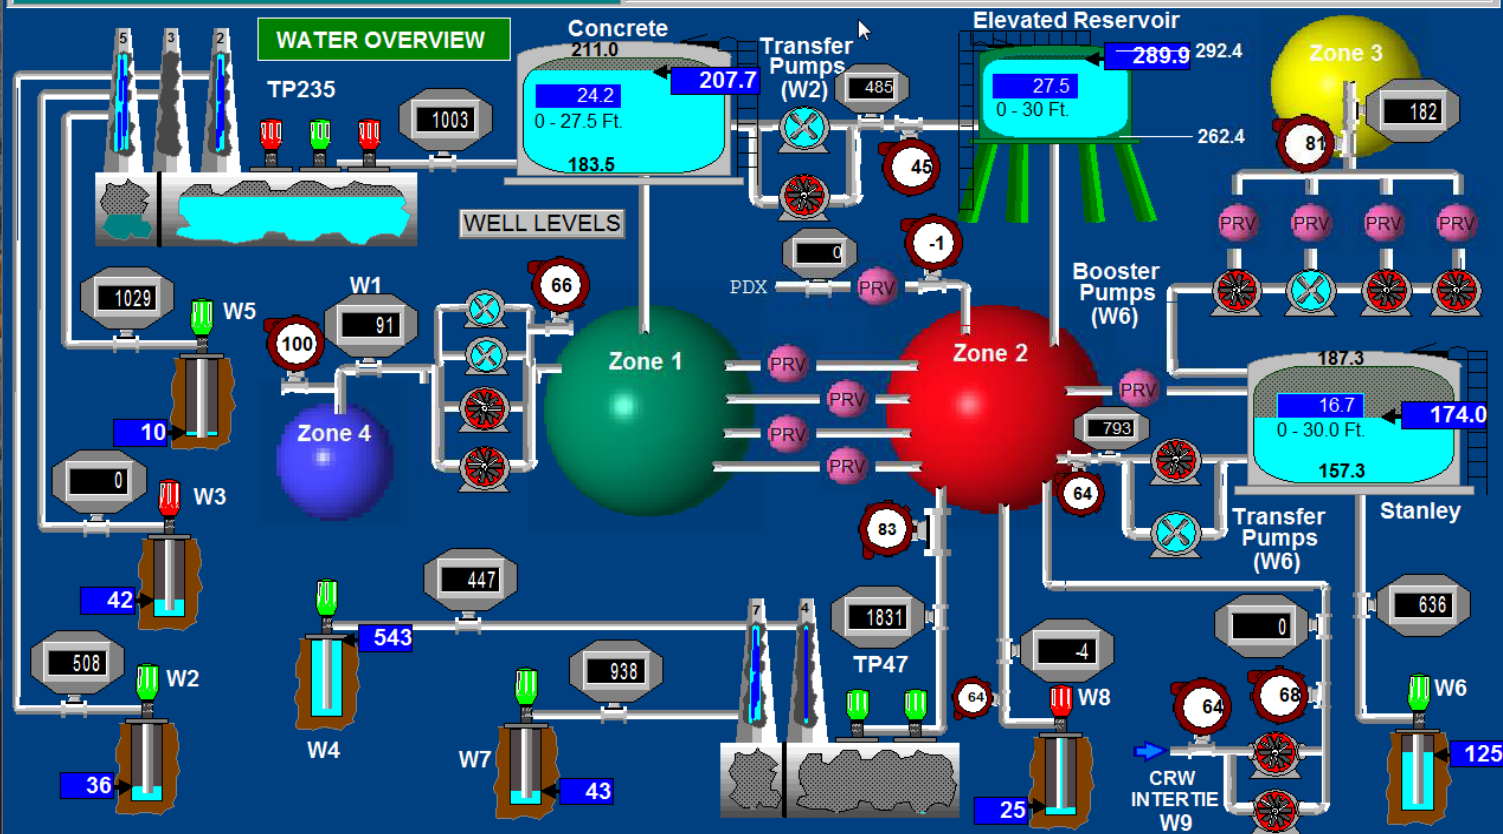 WATER OVERVIEW
5
3
2
TP235
1003
Concrete
211.0
207.7
24.2
0 - 27.5 Ft.
183.5
Transfer
Pumps
(W2)
485
45
Elevated Reservoir
289.9
292.4
27.5
0 - 30 Ft.
262.4
Zone 3
182
81
PRV
PRV
PRV
PRV
WELL LEVELS
0
-1
PDX
PRV
Booster
Pumps
(W6)
1029
W5
10
W1
91
100
66
Zone 4
Zone 1
PRV
PRV
PRV
PRV
Zone 2
PRV
187.3
16.7
174.0
0 - 30.0 Ft.
157.3
Stanley
793
64
Transfer
Pumps
(W6)
0
W3
42
508
W2
36
447
543
W4
938
W7
43
83
7
4
1831
TP47
-4
64
W8
25
0
64
68
CRW
INTERTIE
W9
636
W6
125